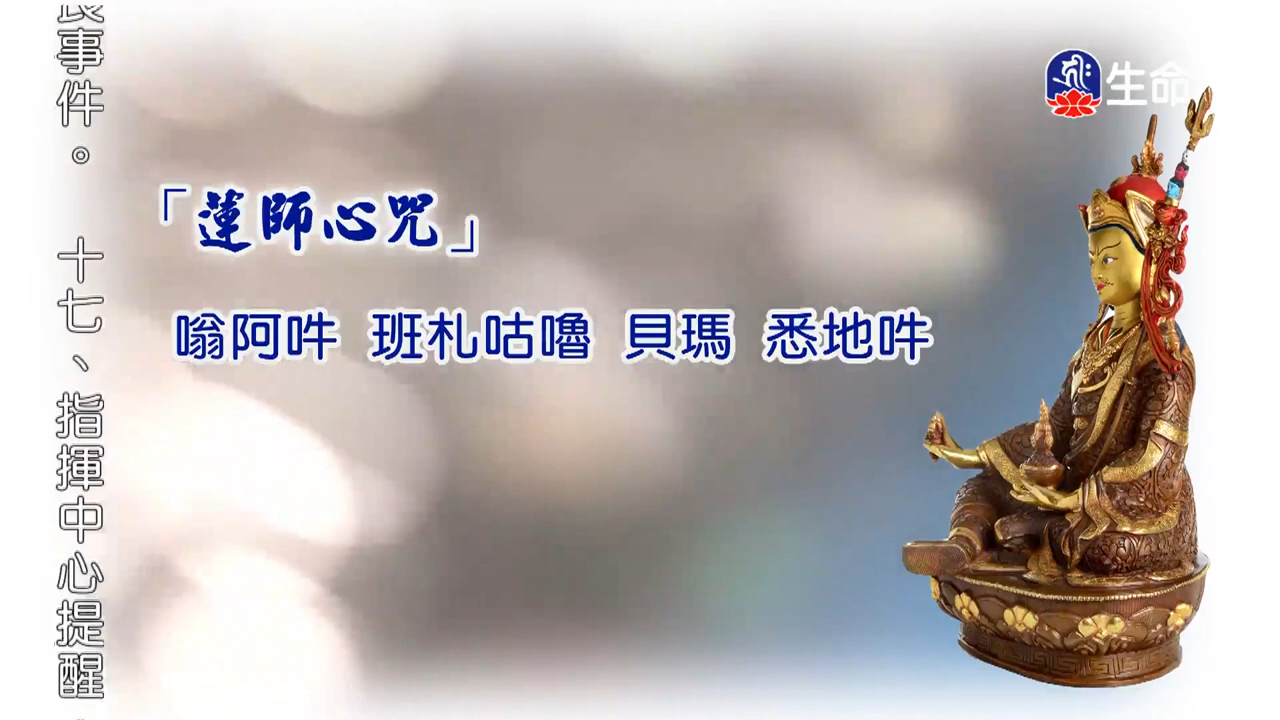 「蓮師心咒」
嗡阿吽 班札咕嚕 貝瑪 悉地吽
生命
良事件。 十七、指揮中心提醒，